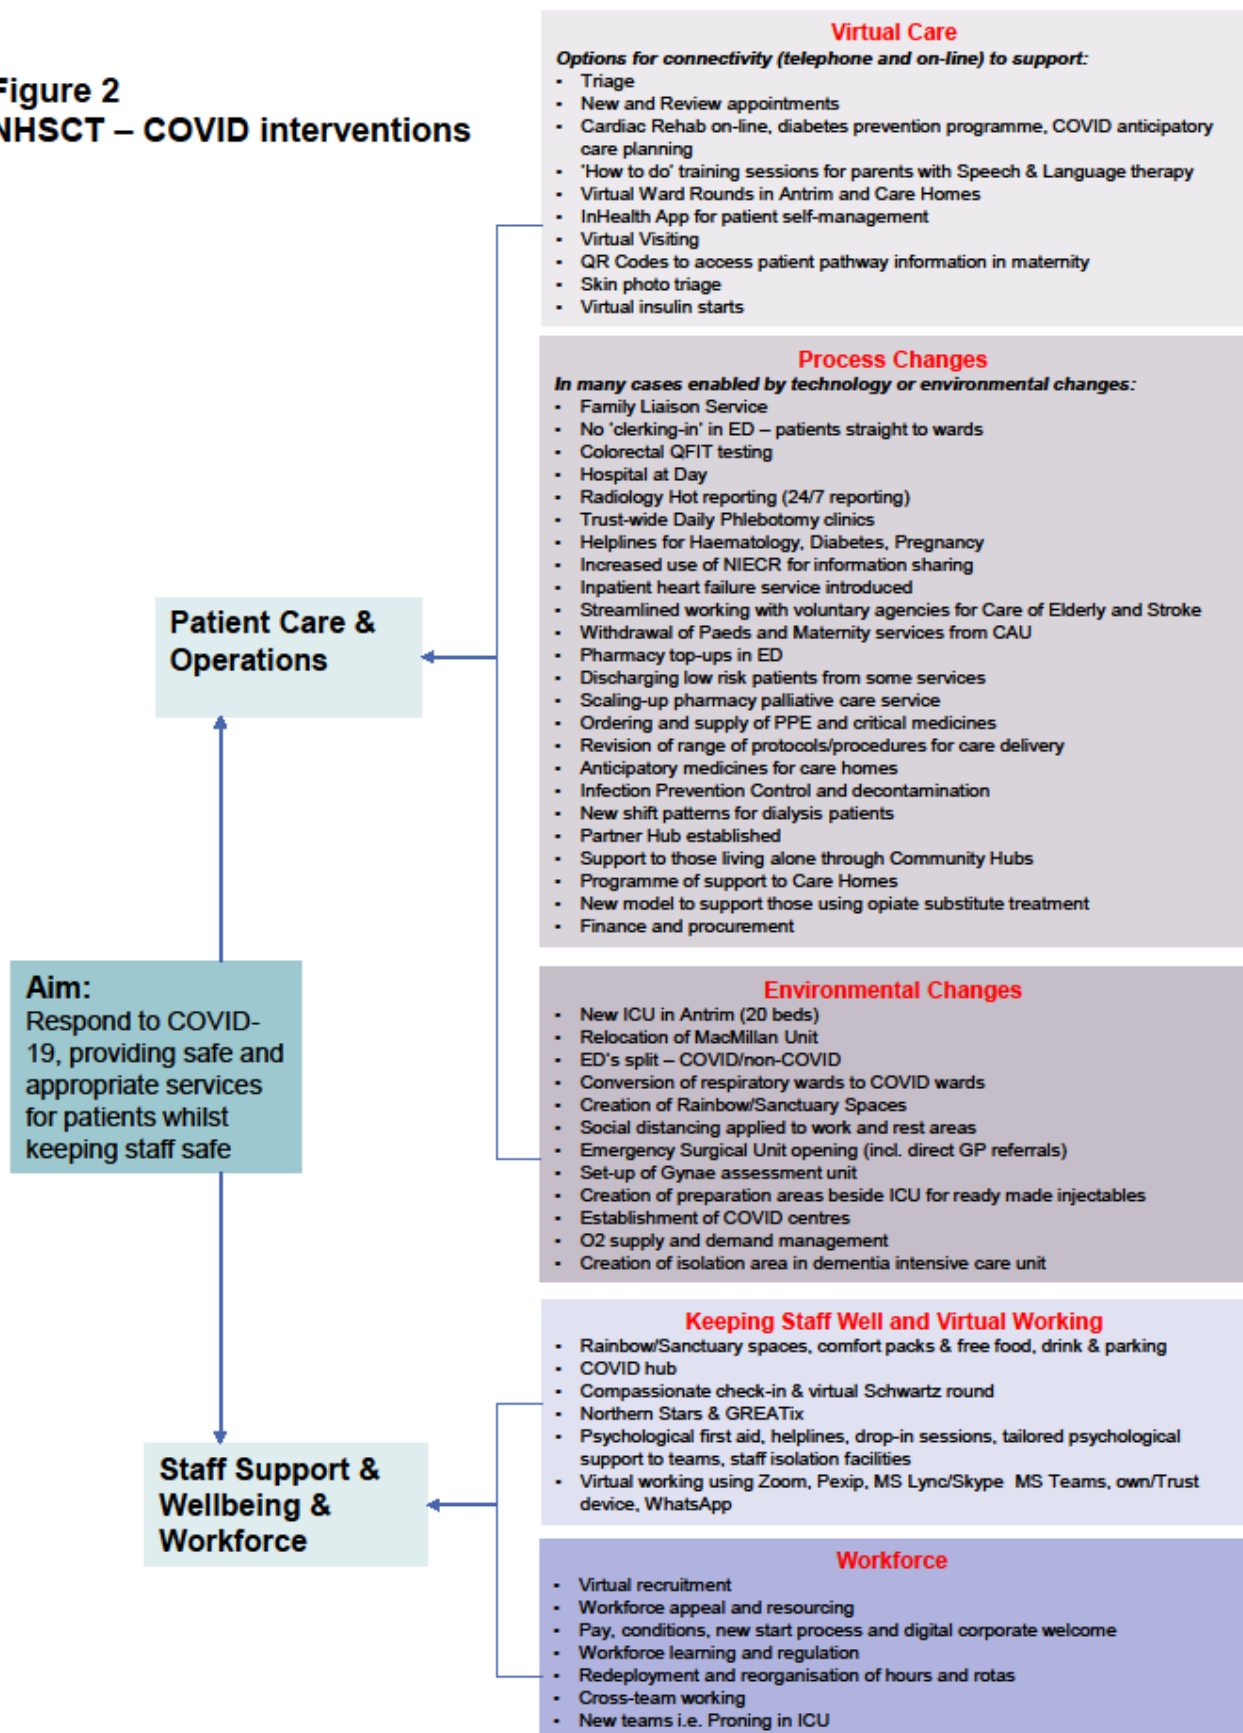 Figure 2
NHSCT – COVID interventions
Virtual Care
Options for connectivity (telephone and on-line) to support:
- Triage
- New and Review appointments
- Cardiac Rehab on-line, diabetes prevention programme, COVID anticipatory
care planning
- 'How to do' training sessions for parents with Speech & Language therapy
- Virtual Ward Rounds in Antrim and Care Homes
- InHealth App for patient self-management
- Virtual Visiting
- QR Codes to access patient pathway information in maternity
- Skin photo triage
- Virtual insulin starts
Process Changes
In many cases enabled by technology or environmental changes:
- Family Liaison Service
- No 'clerking-in' in ED – patients straight to wards
- Colorectal QFIT testing
- Hospital at Day
- Radiology Hot reporting (24/7 reporting)
- Trust-wide Daily Phlebotomy clinics
- Helplines for Haematology, Diabetes, Pregnancy
- Increased use of NIECR for information sharing
- Inpatient heart failure service introduced
- Streamlined working with voluntary agencies for Care of Elderly and Stroke
- Withdrawal of Paeds and Maternity services from CAU
- Pharmacy top-ups in ED
- Discharging low risk patients from some services
- Scaling-up pharmacy palliative care service
- Ordering and supply of PPE and critical medicines
- Revision of range of protocols/procedures for care delivery
- Anticipatory medicines for care homes
- Infection Prevention Control and decontamination
- New shift patterns for dialysis patients
- Partner Hub established
- Support to those living alone through Community Hubs
- Programme of support to Care Homes
- New model to support those using opiate substitute treatment
- Finance and procurement
Patient Care &
Operations
Aim:
Respond to COVID-
19, providing safe and
appropriate services
for patients whilst
keeping staff safe
Environmental Changes
- New ICU in Antrim (20 beds)
- Relocation of MacMillan Unit
- ED's split – COVID/non-COVID
- Conversion of respiratory wards to COVID wards
- Creation of Rainbow/Sanctuary Spaces
- Social distancing applied to work and rest areas
- Emergency Surgical Unit opening (incl. direct GP referrals)
- Set-up of Gynae assessment unit
- Creation of preparation areas beside ICU for ready made injectables
- Establishment of COVID centres
- O2 supply and demand management
- Creation of isolation area in dementia intensive care unit
Staff Support &
Wellbeing &
Workforce
Keeping Staff Well and Virtual Working
- Rainbow/Sanctuary spaces, comfort packs & free food, drink & parking
- COVID hub
- Compassionate check-in & virtual Schwartz round
- Northern Stars & GREATix
- Psychological first aid, helplines, drop-in sessions, tailored psychological
support to teams, staff isolation facilities
- Virtual working using Zoom, Pexip, MS Lync/Skype MS Teams, own/Trust
device, WhatsApp
Workforce
- Virtual recruitment
- Workforce appeal and resourcing
- Pay, conditions, new start process and digital corporate welcome
- Workforce learning and regulation
- Redeployment and reorganisation of hours and rotas
- Cross-team working
- New teams i.e. Proning in ICU